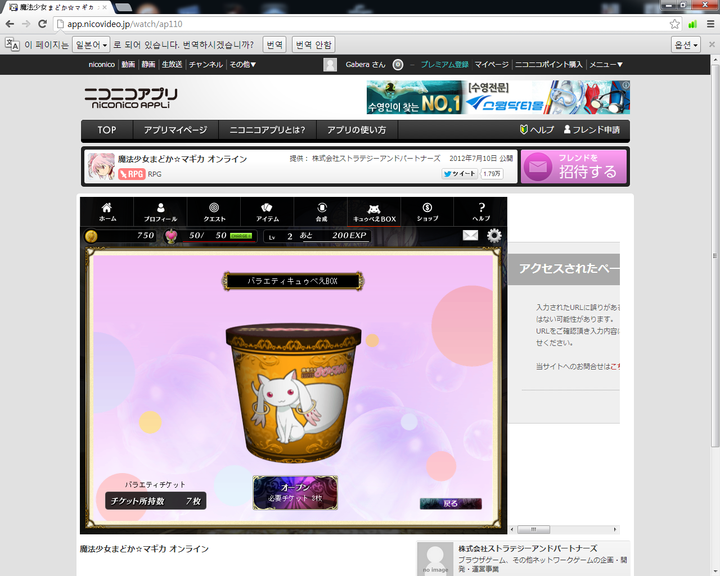 魔法少女まどか☆マギカ オ
app.nicovideo.jp/watch/ap110
이 페이지는 일본어 로 되어 있습니다. 번역하시겠습니까? 번역 번역 안함 옵션
niconico 動画 静画 生放送 チャンネル その他▼ Gabera さん プレミアム登録 マイページ ニコニコポイント購入 メニュー▼
ニコニコアプリ
niconico APPLI
수영인이 찾는 NO.1 [수영전문] 스윔닥터몰
TOP アプリマイページ ニコニコアプリとは? アプリの使い方 ヘルプ フレンド申請
魔法少女まどか☆マギカ オンライン
提供： 株式会社ストラテジーアンドパートナーズ 2012年7月10日 公開
RPG RPG
ツイート 1.79万
フレンドを
招待する
ホーム プロフィール クエスト アイテム 合成 キュゥべえBOX ショップ ヘルプ
750 50/ 50 Lv 2 あと 200EXP
バラエティキュゥべえBOX
アクセスされたペー
入力されたURLに誤りがある
はない可能性があります。
URLをご確認頂き入力内容に
せください。
当サイトへのお問合せはこち
バラエティチケット
チケット所持数 7枚
オープン
必要チケット 3枚
戻る
魔法少女まどか☆マギカ オンライン
no image
株式会社ストラテジーアンドパートナーズ
ブラウザゲーム、その他ネットワークゲームの企画・開
発・運営事業